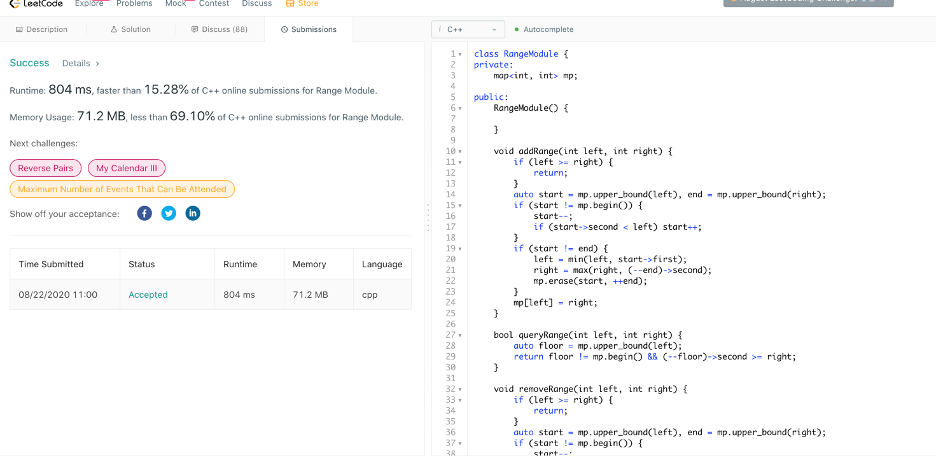 LeetCode Explore Problems Mock Contest Discuss Store
Description Solution Discuss (88) Submissions
Success Details >
Runtime: 804 ms, faster than 15.28% of C++ online submissions for Range Module.
Memory Usage: 71.2 MB, less than 69.10% of C++ online submissions for Range Module.
Next challenges:
Reverse Pairs My Calendar III
Maximum Number of Events That Can Be Attended
Show off your acceptance:
Time Submitted Status Runtime Memory Language
08/22/2020 11:00 Accepted 804 ms 71.2 MB cpp
i C++ Autocomplete
1 class RangeModule {
2 private:
3     map<int, int> mp;
4
5 public:
6     RangeModule() {
7
8     }
9
10     void addRange(int left, int right) {
11         if (left >= right) {
12             return;
13         }
14         auto start = mp.upper_bound(left), end = mp.upper_bound(right);
15         if (start != mp.begin()) {
16             start--;
17             if (start->second < left) start++;
18         }
19         if (start != end) {
20             left = min(left, start->first);
21             right = max(right, (--end)->second);
22             mp.erase(start, ++end);
23         }
24         mp[left] = right;
25     }
26
27     bool queryRange(int left, int right) {
28         auto floor = mp.upper_bound(left);
29         return floor != mp.begin() && (--floor)->second >= right;
30     }
31
32     void removeRange(int left, int right) {
33         if (left >= right) {
34             return;
35         }
36         auto start = mp.upper_bound(left), end = mp.upper_bound(right);
37         if (start != mp.begin()) {
38             start--;